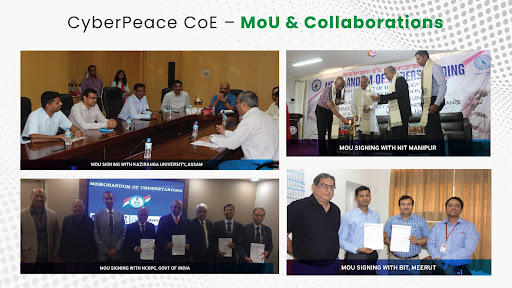 CyberPeace CoE – MoU & Collaborations
MOU SIGNING WITH KAZIRANGA UNIVERSITY, ASSAM
MOU SIGNING WITH NIT MANIPUR
MEMORANDUM OF UNDERSTANDING
MOU SIGNING WITH NCIIPC, GOVT OF INDIA
MOU SIGNING WITH BIT, MEERUT